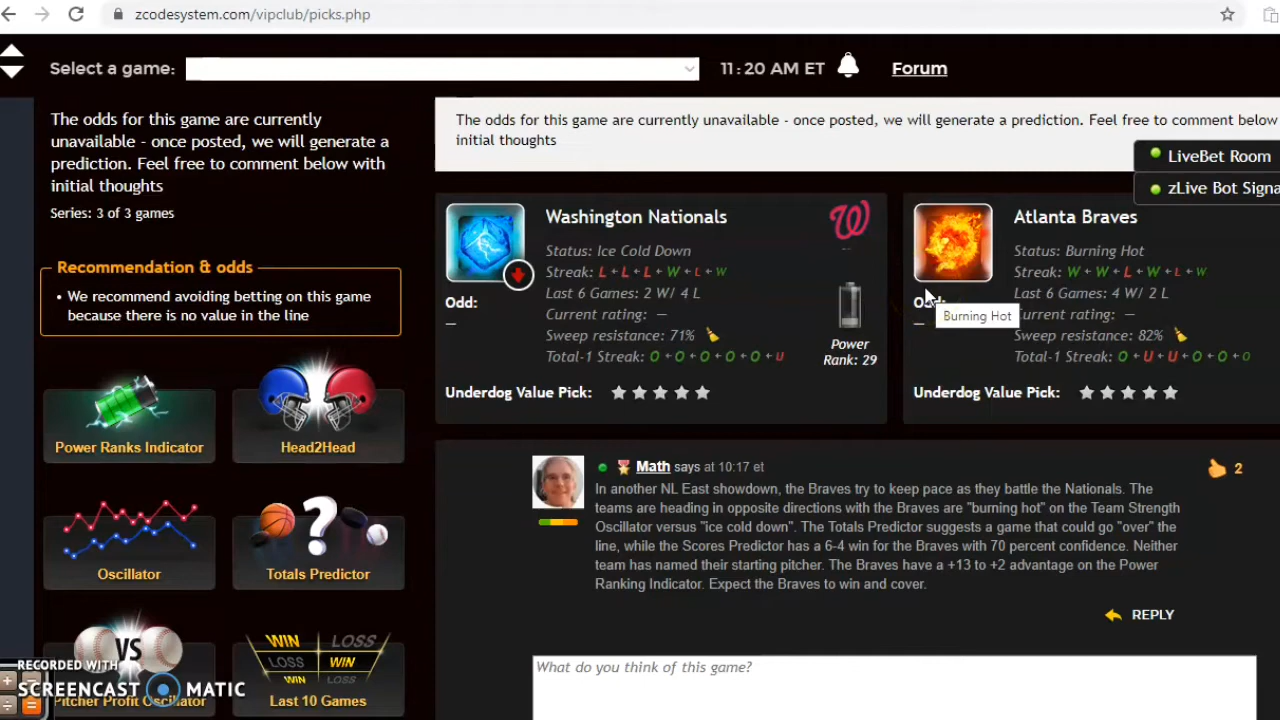 zcodesystem.com/vipclub/picks.php
Select a game:
11:20 AM ET
Forum
The odds for this game are currently
unavailable - once posted, we will generate a
prediction. Feel free to comment below with
initial thoughts
Series: 3 of 3 games
Recommendation & odds
• We recommend avoiding betting on this game
because there is no value in the line
Power Ranks Indicator
Head2Head
Oscillator
?
Totals Predictor
VS
Pitcher Profit Oscillator
WIN LOSS
LOSS WIN
WIN LOSS
Last 10 Games
RECORDED WITH
SCREENCAST MATIC
The odds for this game are currently unavailable - once posted, we will generate a prediction. Feel free to comment below
initial thoughts
LiveBet Room
zLive Bot Signa
Washington Nationals
W
--
Status: Ice Cold Down
Streak: L + L + L + W + L + W
Odd:
—
Last 6 Games: 2 W/ 4 L
Current rating: —
Sweep resistance: 71%
Total-1 Streak: O + O + O + O + O + U
Power
Rank: 29
Underdog Value Pick:
Atlanta Braves
Status: Burning Hot
Streak: W + W + L + W + L + W
Odd:
—
Last 6 Games: 4 W/ 2 L
Burning Hot
Current rating: —
Sweep resistance: 82%
Total-1 Streak: O + U + U + O + O + O
Underdog Value Pick:
Math says at 10:17 et
2
In another NL East showdown, the Braves try to keep pace as they battle the Nationals. The
teams are heading in opposite directions with the Braves are "burning hot" on the Team Strength
Oscillator versus "ice cold down". The Totals Predictor suggests a game that could go "over" the
line, while the Scores Predictor has a 6-4 win for the Braves with 70 percent confidence. Neither
team has named their starting pitcher. The Braves have a +13 to +2 advantage on the Power
Ranking Indicator. Expect the Braves to win and cover.
REPLY
What do you think of this game?